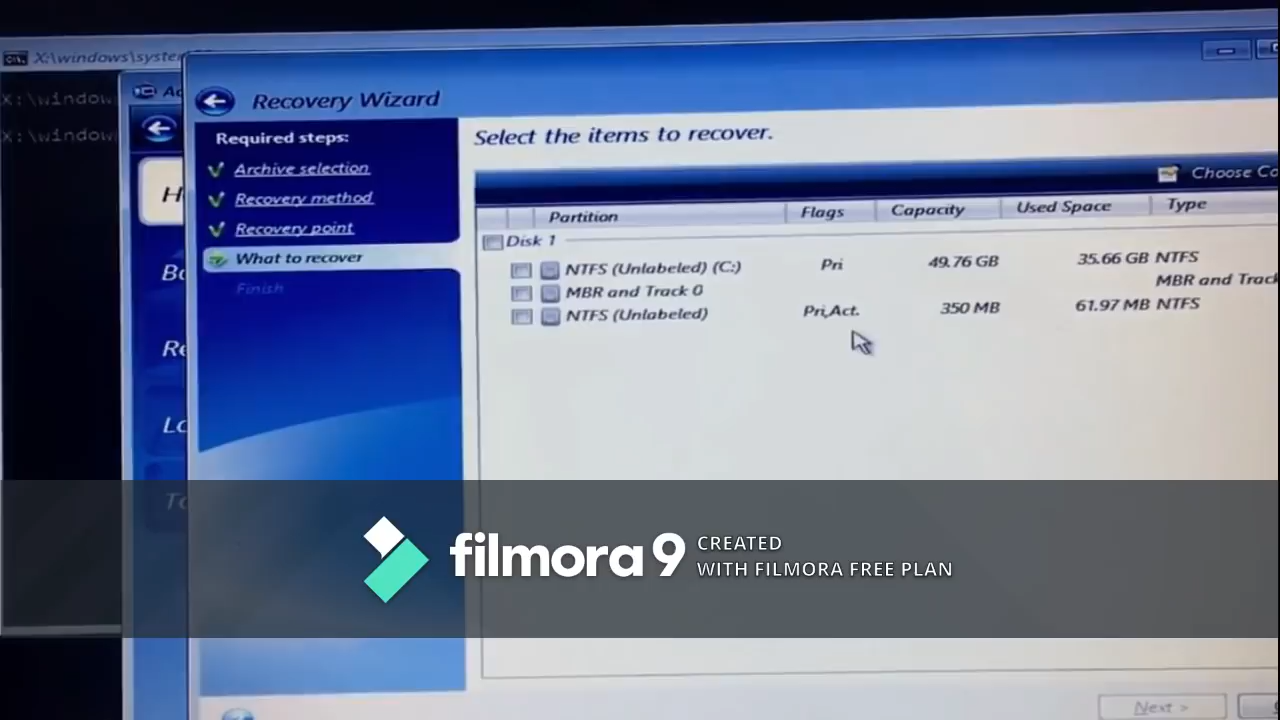 X:\windows\system
X:\window
X:\window
Recovery Wizard
Required steps:
Archive selection
Recovery method
Recovery point
What to recover
Finish
Select the items to recover.
Choose Co
Partition Flags Capacity Used Space Type
Disk 1
NTFS (Unlabeled) (C:) Pri 49.76 GB 35.66 GB NTFS
MBR and Track 0 MBR and Track
NTFS (Unlabeled) Pri,Act. 350 MB 61.97 MB NTFS
filmora9 CREATED
WITH FILMORA FREE PLAN
Next >